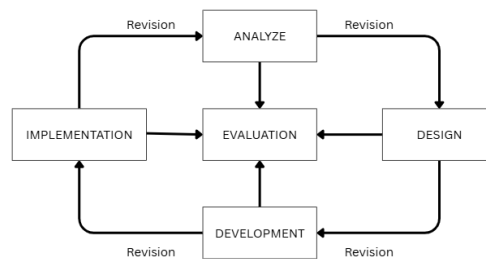 Revision
Revision
ANALYZE
IMPLEMENTATION
EVALUATION
DESIGN
DEVELOPMENT
Revision
Revision